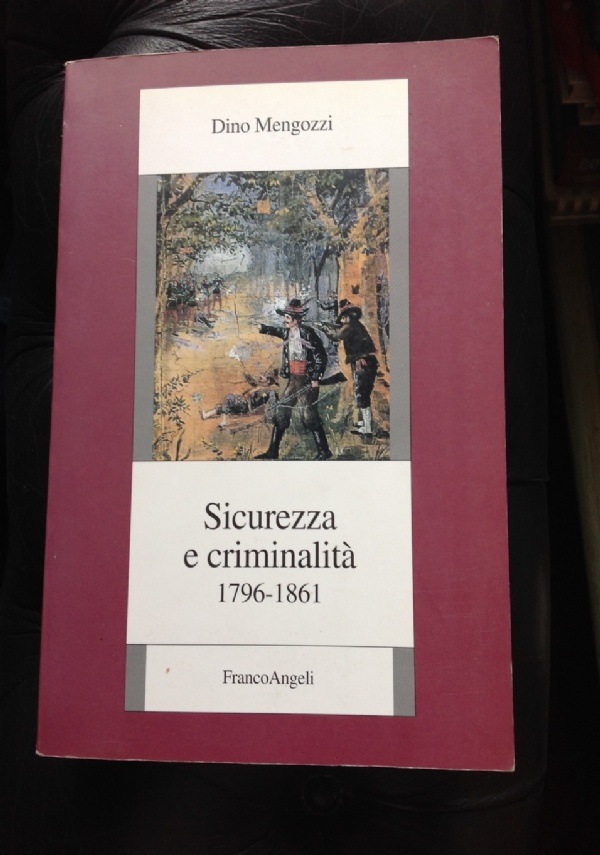 Dino Mengozzi
Sicurezza
e criminalità
1796-1861
FrancoAngeli